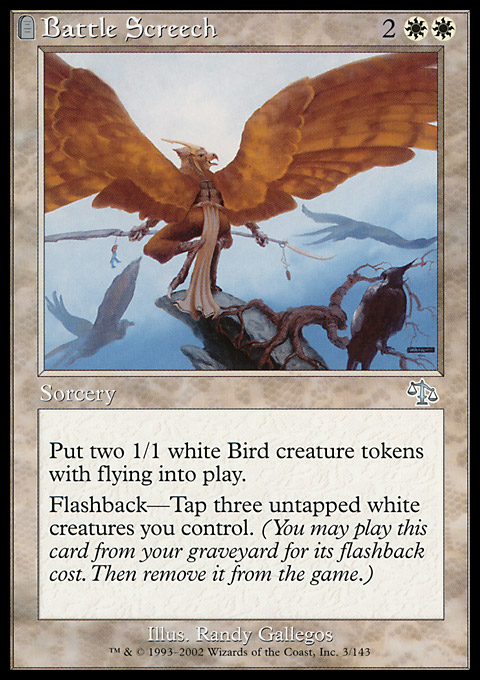 Battle Screech 2
Sorcery
Put two 1/1 white Bird creature tokens
with flying into play.
Flashback—Tap three untapped white
creatures you control. (You may play this
card from your graveyard for its flashback
cost. Then remove it from the game.)
Illus. Randy Gallegos
™ & © 1993–2002 Wizards of the Coast, Inc. 3/143